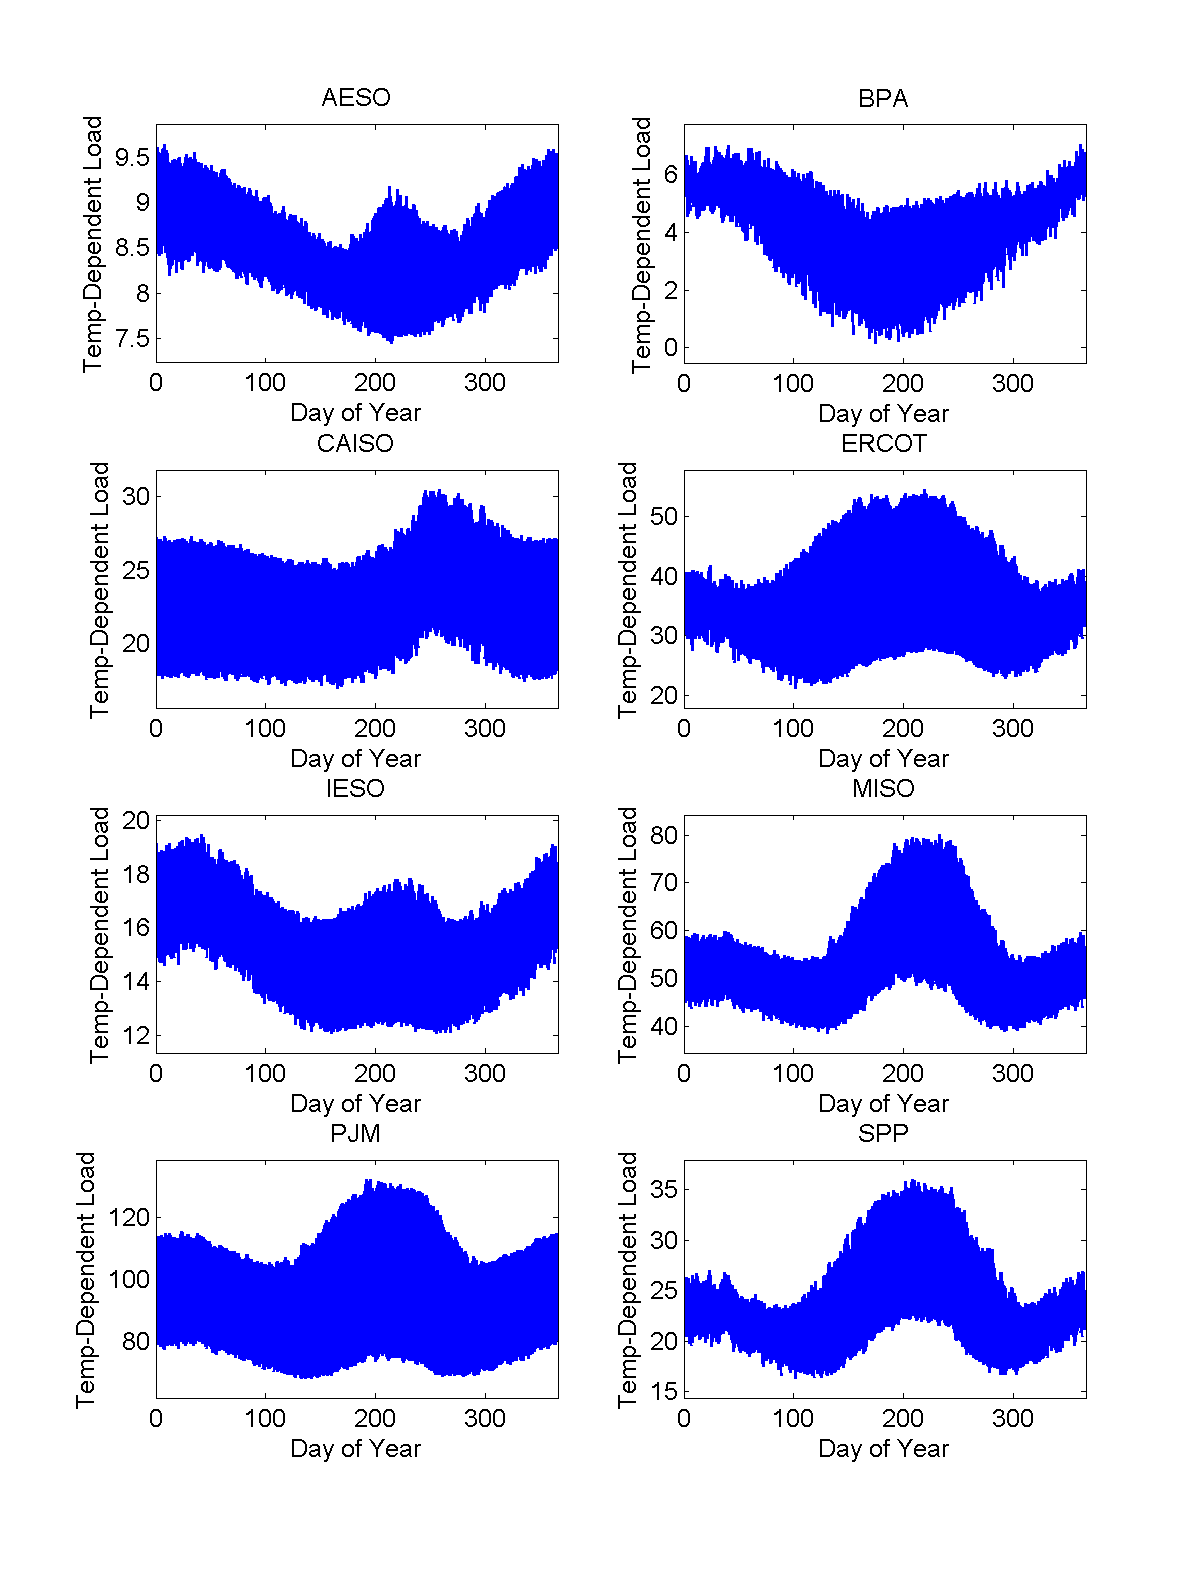 AESO
Temp-Dependent Load
9.5
9
8.5
8
7.5
0 100 200 300
Day of Year
BPA
Temp-Dependent Load
6
4
2
0
0 100 200 300
Day of Year
CAISO
Temp-Dependent Load
30
25
20
0 100 200 300
Day of Year
ERCOT
Temp-Dependent Load
50
40
30
20
0 100 200 300
Day of Year
IESO
Temp-Dependent Load
20
18
16
14
12
0 100 200 300
Day of Year
MISO
Temp-Dependent Load
80
70
60
50
40
0 100 200 300
Day of Year
PJM
Temp-Dependent Load
120
100
80
0 100 200 300
Day of Year
SPP
Temp-Dependent Load
35
30
25
20
15
0 100 200 300
Day of Year